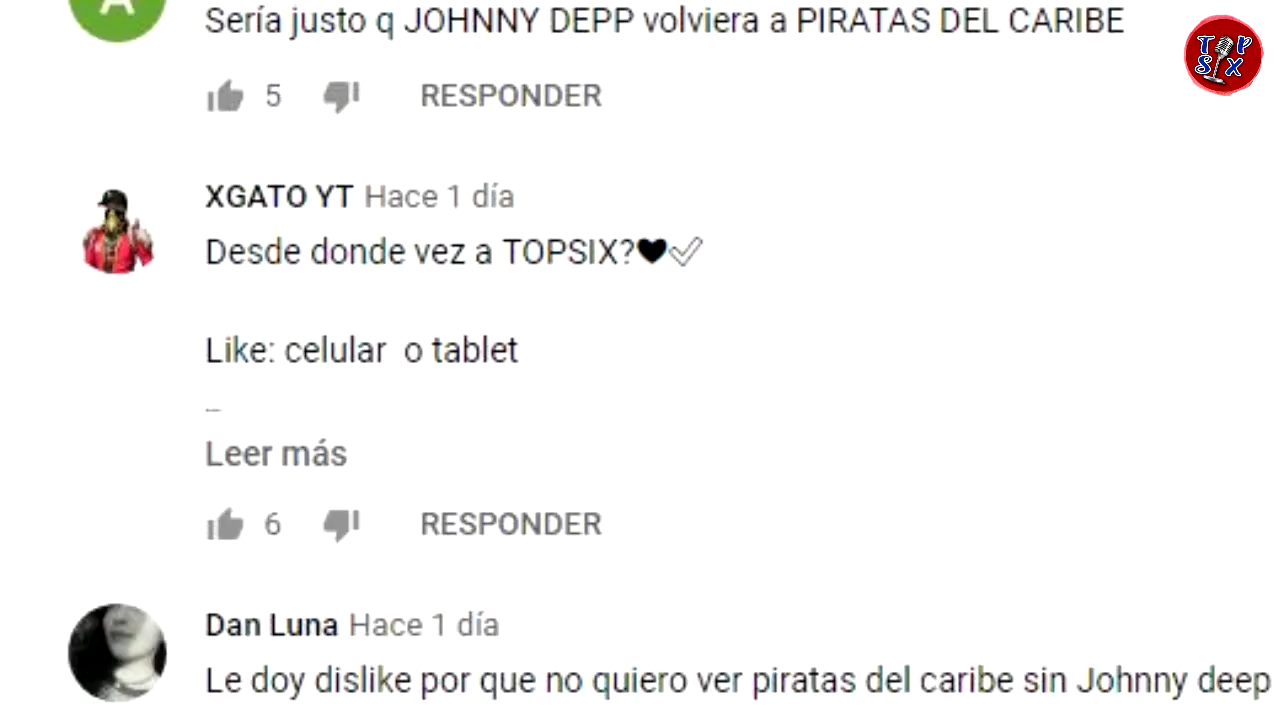 A
Sería justo q JOHNNY DEPP volviera a PIRATAS DEL CARIBE
TOP
SIX
5 RESPONDER
XGATO YT Hace 1 día
Desde donde vez a TOPSIX?🖤✅
Like: celular o tablet
...
Leer más
6 RESPONDER
Dan Luna Hace 1 día
Le doy dislike por que no quiero ver piratas del caribe sin Johnny deep